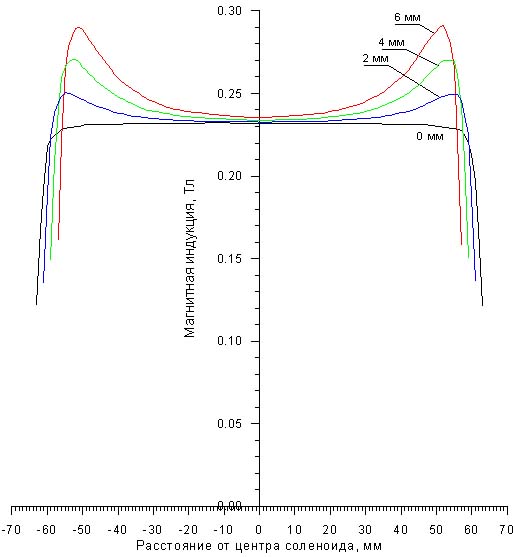 0.30
6 мм
4 мм
2 мм
0.25
0 мм
0.20
Магнитная индукция, Тл
0.15
0.10
0.05
0.00
-70 -60 -50 -40 -30 -20 -10 0 10 20 30 40 50 60 70
Расстояние от центра соленоида, мм